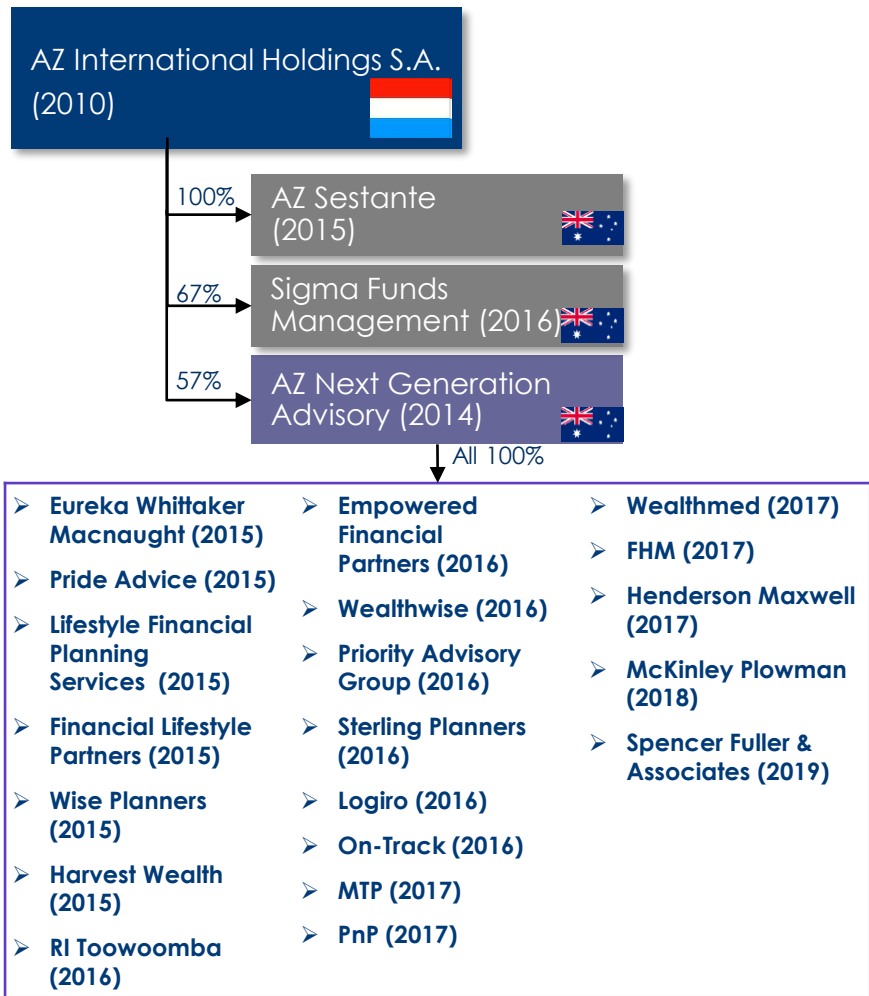 AZ International Holdings S.A.
(2010)
100%
AZ Sestante
(2015)
67%
Sigma Funds
Management (2016)
57%
AZ Next Generation
Advisory (2014)
All 100%
➢ Eureka Whittaker
Macnaught (2015)
➢ Pride Advice (2015)
➢ Lifestyle Financial
Planning
Services (2015)
➢ Financial Lifestyle
Partners (2015)
➢ Wise Planners
(2015)
➢ Harvest Wealth
(2015)
➢ RI Toowoomba
(2016)
➢ Empowered
Financial
Partners (2016)
➢ Wealthwise (2016)
➢ Priority Advisory
Group (2016)
➢ Sterling Planners
(2016)
➢ Logiro (2016)
➢ On-Track (2016)
➢ MTP (2017)
➢ PnP (2017)
➢ Wealthmed (2017)
➢ FHM (2017)
➢ Henderson Maxwell
(2017)
➢ McKinley Plowman
(2018)
➢ Spencer Fuller &
Associates (2019)